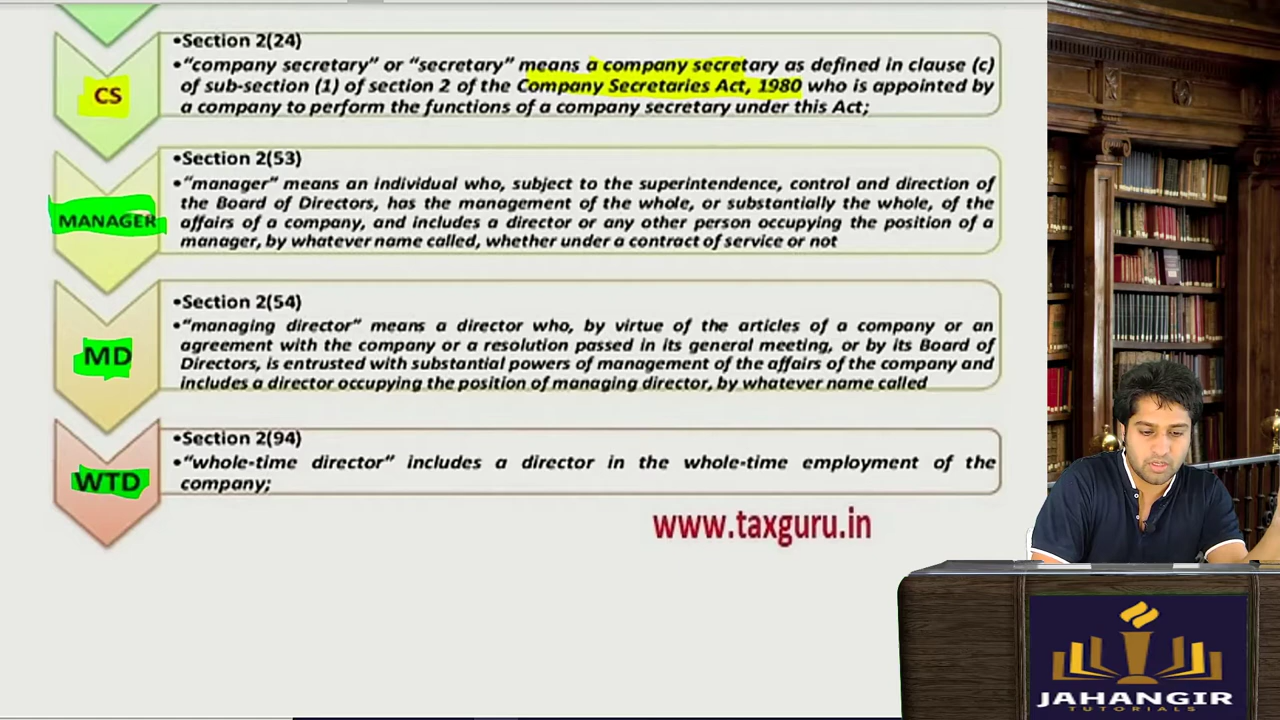 •Section 2(24)
CS
•“company secretary” or “secretary” means a company secretary as defined in clause (c)
of sub-section (1) of section 2 of the Company Secretaries Act, 1980 who is appointed by
a company to perform the functions of a company secretary under this Act;
•Section 2(53)
MANAGER
•“manager” means an individual who, subject to the superintendence, control and direction of
the Board of Directors, has the management of the whole, or substantially the whole, of the
affairs of a company, and includes a director or any other person occupying the position of a
manager, by whatever name called, whether under a contract of service or not
•Section 2(54)
MD
•“managing director” means a director who, by virtue of the articles of a company or an
agreement with the company or a resolution passed in its general meeting, or by its Board of
Directors, is entrusted with substantial powers of management of the affairs of the company and
includes a director occupying the position of managing director, by whatever name called
•Section 2(94)
WTD
•“whole-time director” includes a director in the whole-time employment of the
company;
www.taxguru.in
JAHANGIR
TUTORIALS